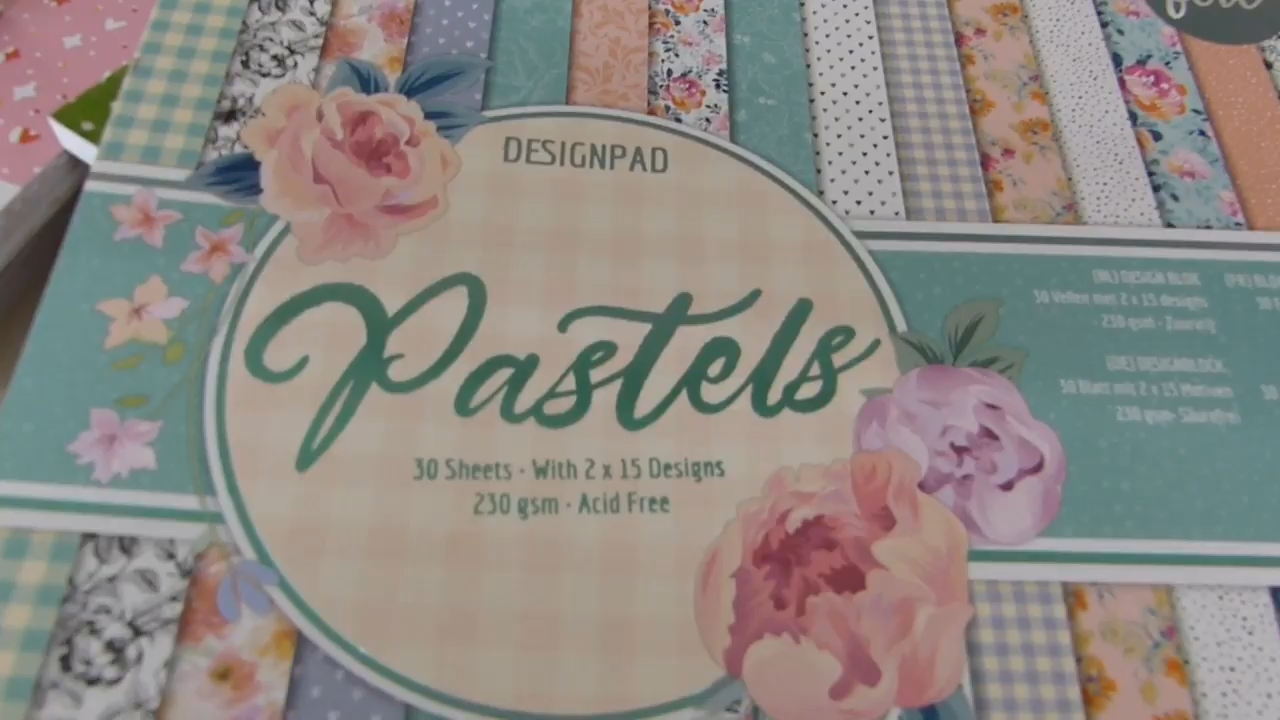 DESIGNPAD
Pastels
30 Sheets · With 2 x 15 Designs
230 gsm · Acid Free
(NL) DESIGN BLOK
30 Vellen met 2 x 15 designs
230 gsm · Zuurvrij
(DE) DESIGNBLOCK
30 Blatt mit 2 x 15 Motiven
230 gsm · Säurefrei